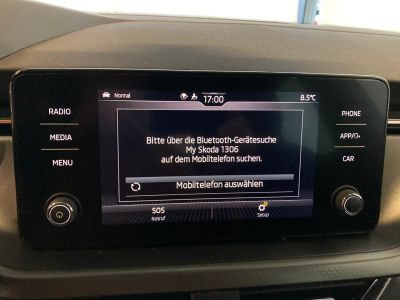 Normal
17:00
8.5°C
RADIO
MEDIA
MENU
Bitte über die Bluetooth-Gerätesuche
My Skoda 1306
auf dem Mobiltelefon suchen.
Mobiltelefon auswählen
SOS
Notruf
Setup
PHONE
APP/
CAR